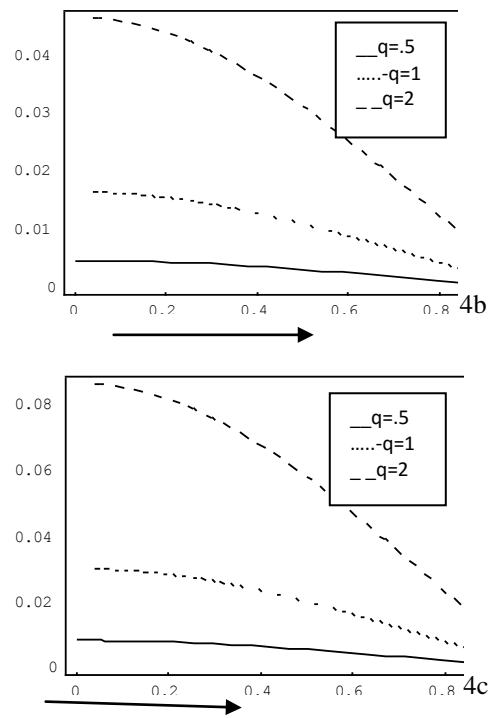 0.04
0.03
0.02
0.01
0
__q=.5
.....-q=1
_ _q=2
0 0.2 0.4 0.6 0.8 4b
0.08
0.06
0.04
0.02
0
__q=.5
.....-q=1
_ _q=2
0 0.2 0.4 0.6 0.8 4c